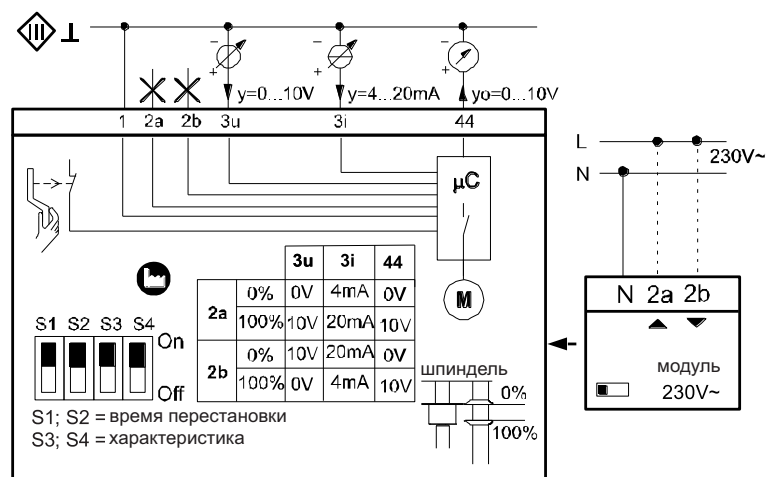 y=0...10V
y=4...20mA
yo=0...10V
1 2a 2b 3u 3i 44
µC
M
3u 3i 44
2a 0% 0V 4mA 0V
100% 10V 20mA 10V
2b 0% 10V 20mA 0V
100% 0V 4mA 10V
S1 S2 S3 S4
On
Off
S1; S2 = время перестановки
S3; S4 = характеристика
шпиндель
0%
100%
L
N
230V~
N 2a 2b
модуль
230V~